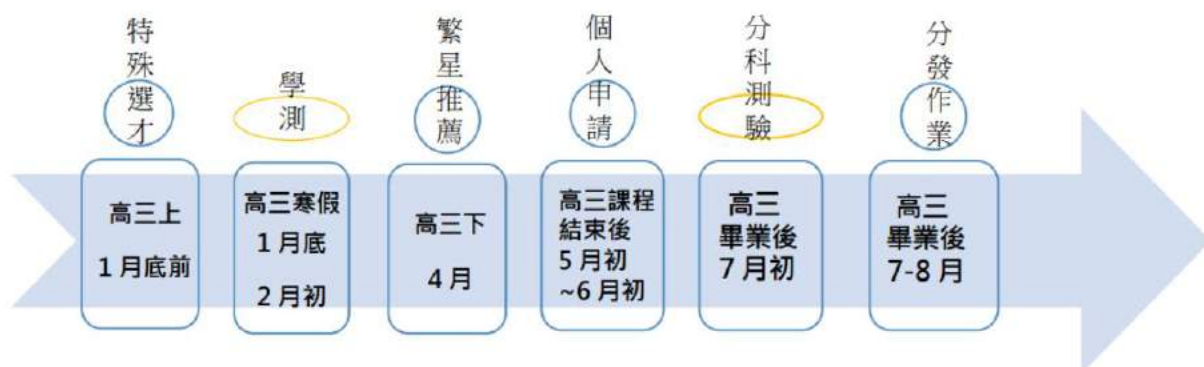 特殊選才
學測
繁星推薦
個人申請
分科測驗
分發作業
高三上
1月底前
高三寒假
1月底
2月初
高三下
4月
高三課程
結束後
5月初
~6月初
高三
畢業後
7月初
高三
畢業後
7-8月